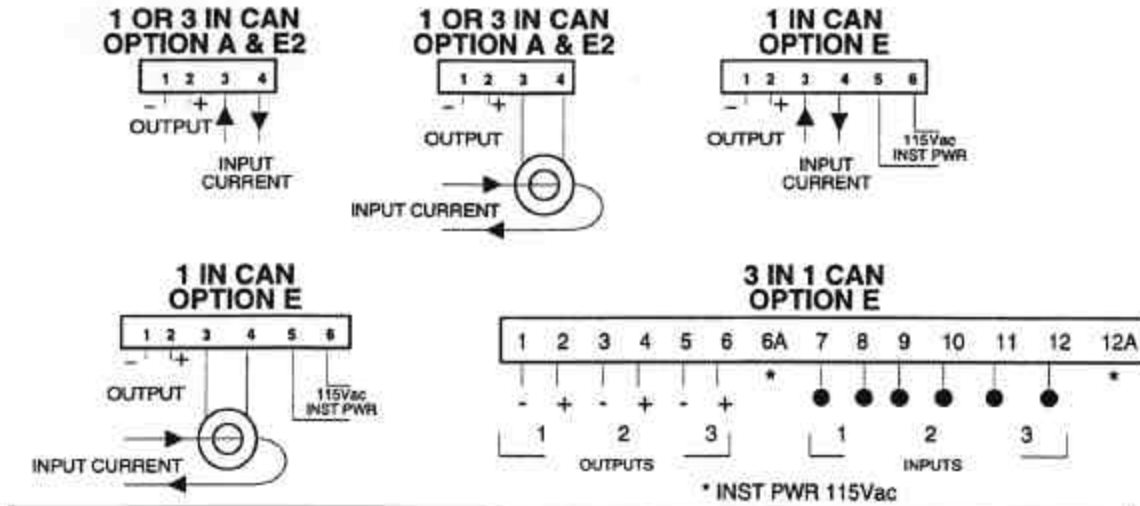 1 OR 3 IN CAN
OPTION A & E2
1 2 3 4
- +
OUTPUT
INPUT
CURRENT
1 OR 3 IN CAN
OPTION A & E2
1 2 3 4
- +
OUTPUT
INPUT CURRENT
1 IN CAN
OPTION E
1 2 3 4 5 6
- +
OUTPUT
INPUT
CURRENT
115Vac
INST PWR
1 IN CAN
OPTION E
1 2 3 4 5 6
- +
OUTPUT
115Vac
INST PWR
INPUT CURRENT
3 IN 1 CAN
OPTION E
1 2 3 4 5 6 6A 7 8 9 10 11 12 12A
- + - + - + * *
1 2 3 1 2 3
OUTPUTS INPUTS
* INST PWR 115Vac